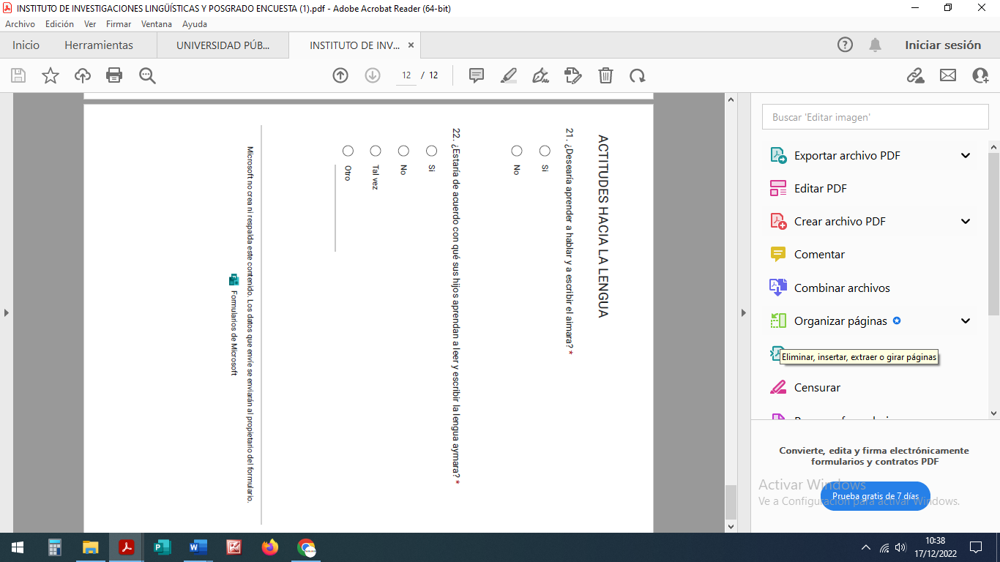 INSTITUTO DE INVESTIGACIONES LINGÜÍSTICAS Y POSGRADO ENCUESTA (1).pdf - Adobe Acrobat Reader (64-bit)
Archivo Edición Ver Firmar Ventana Ayuda
Inicio Herramientas UNIVERSIDAD PÚB... INSTITUTO DE INV... Iniciar sesión
12 / 12
ACTITUDES HACIA LA LENGUA
21. ¿Desearía aprender a hablar y a escribir el aimara? *
Si
No
22. ¿Estaría de acuerdo con qué sus hijos aprendan a leer y escribir la lengua aymara? *
Si
No
Tal vez
Otro
Microsoft no crea ni respalda este contenido. Los datos que envíe se enviarán al propietario del formulario.
Formularios de Microsoft
Buscar 'Editar imagen'
Exportar archivo PDF
Editar PDF
Crear archivo PDF
Comentar
Combinar archivos
Organizar páginas
Eliminar, insertar, extraer o girar páginas
Censurar
Convierte, edita y firma electrónicamente
formularios y contratos PDF
Activar Windows
Prueba gratis de 7 días
Ve a Configuración para activar Windows.
10:38
17/12/2022